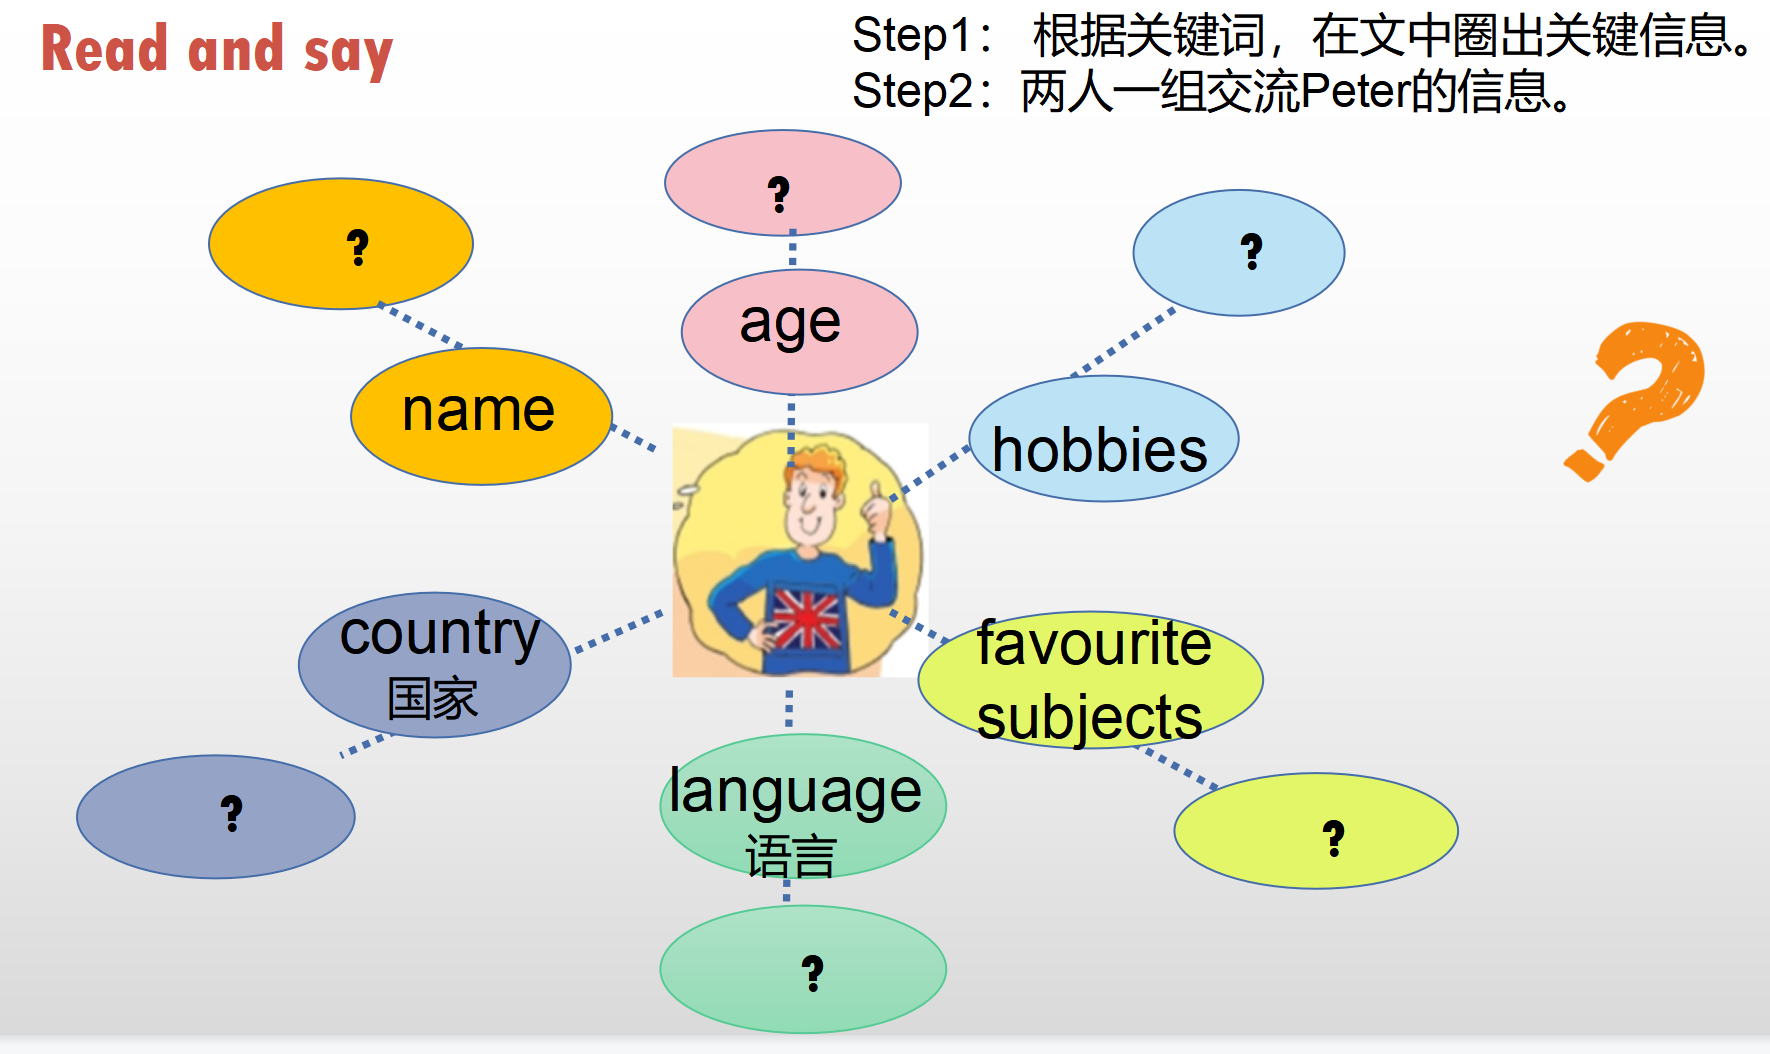 Read and say
Step1： 根据关键词，在文中圈出关键信息。
Step2：两人一组交流Peter的信息。
?
?
?
age
name
hobbies
?
country
国家
favourite
subjects
language
语言
?
?
?